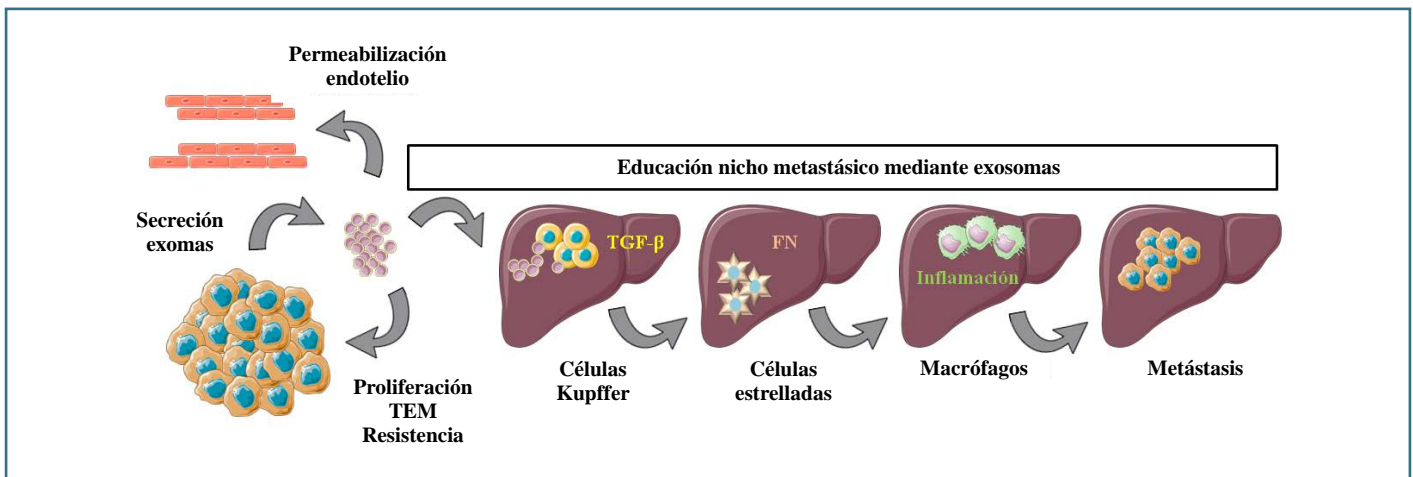 Permeabilización
endotelio
Educación nicho metastásico mediante exosomas
Secreción
exomas
TGF-β
FN
Inflamación
Proliferación
TEM
Resistencia
Células
Kupffer
Células
estrelladas
Macrófagos
Metástasis